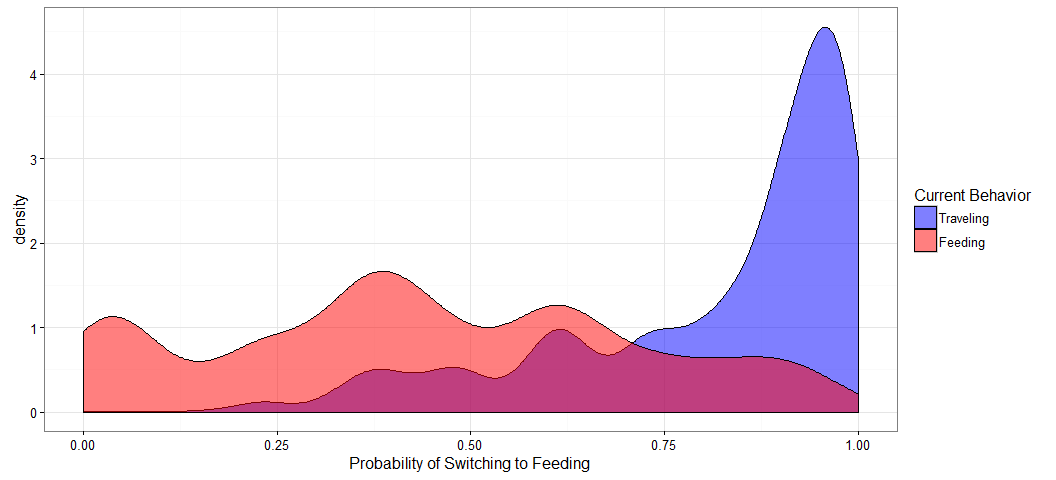 density
4
3
2
1
0
0.00 0.25 0.50 0.75 1.00
Probability of Switching to Feeding
Current Behavior
Traveling
Feeding